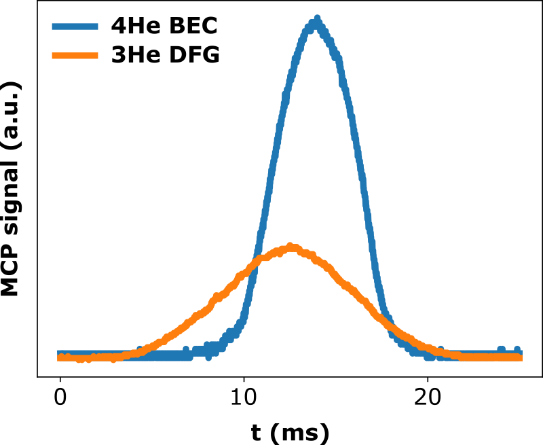 4He BEC
3He DFG
MCP signal (a.u.)
0 10 20
t (ms)